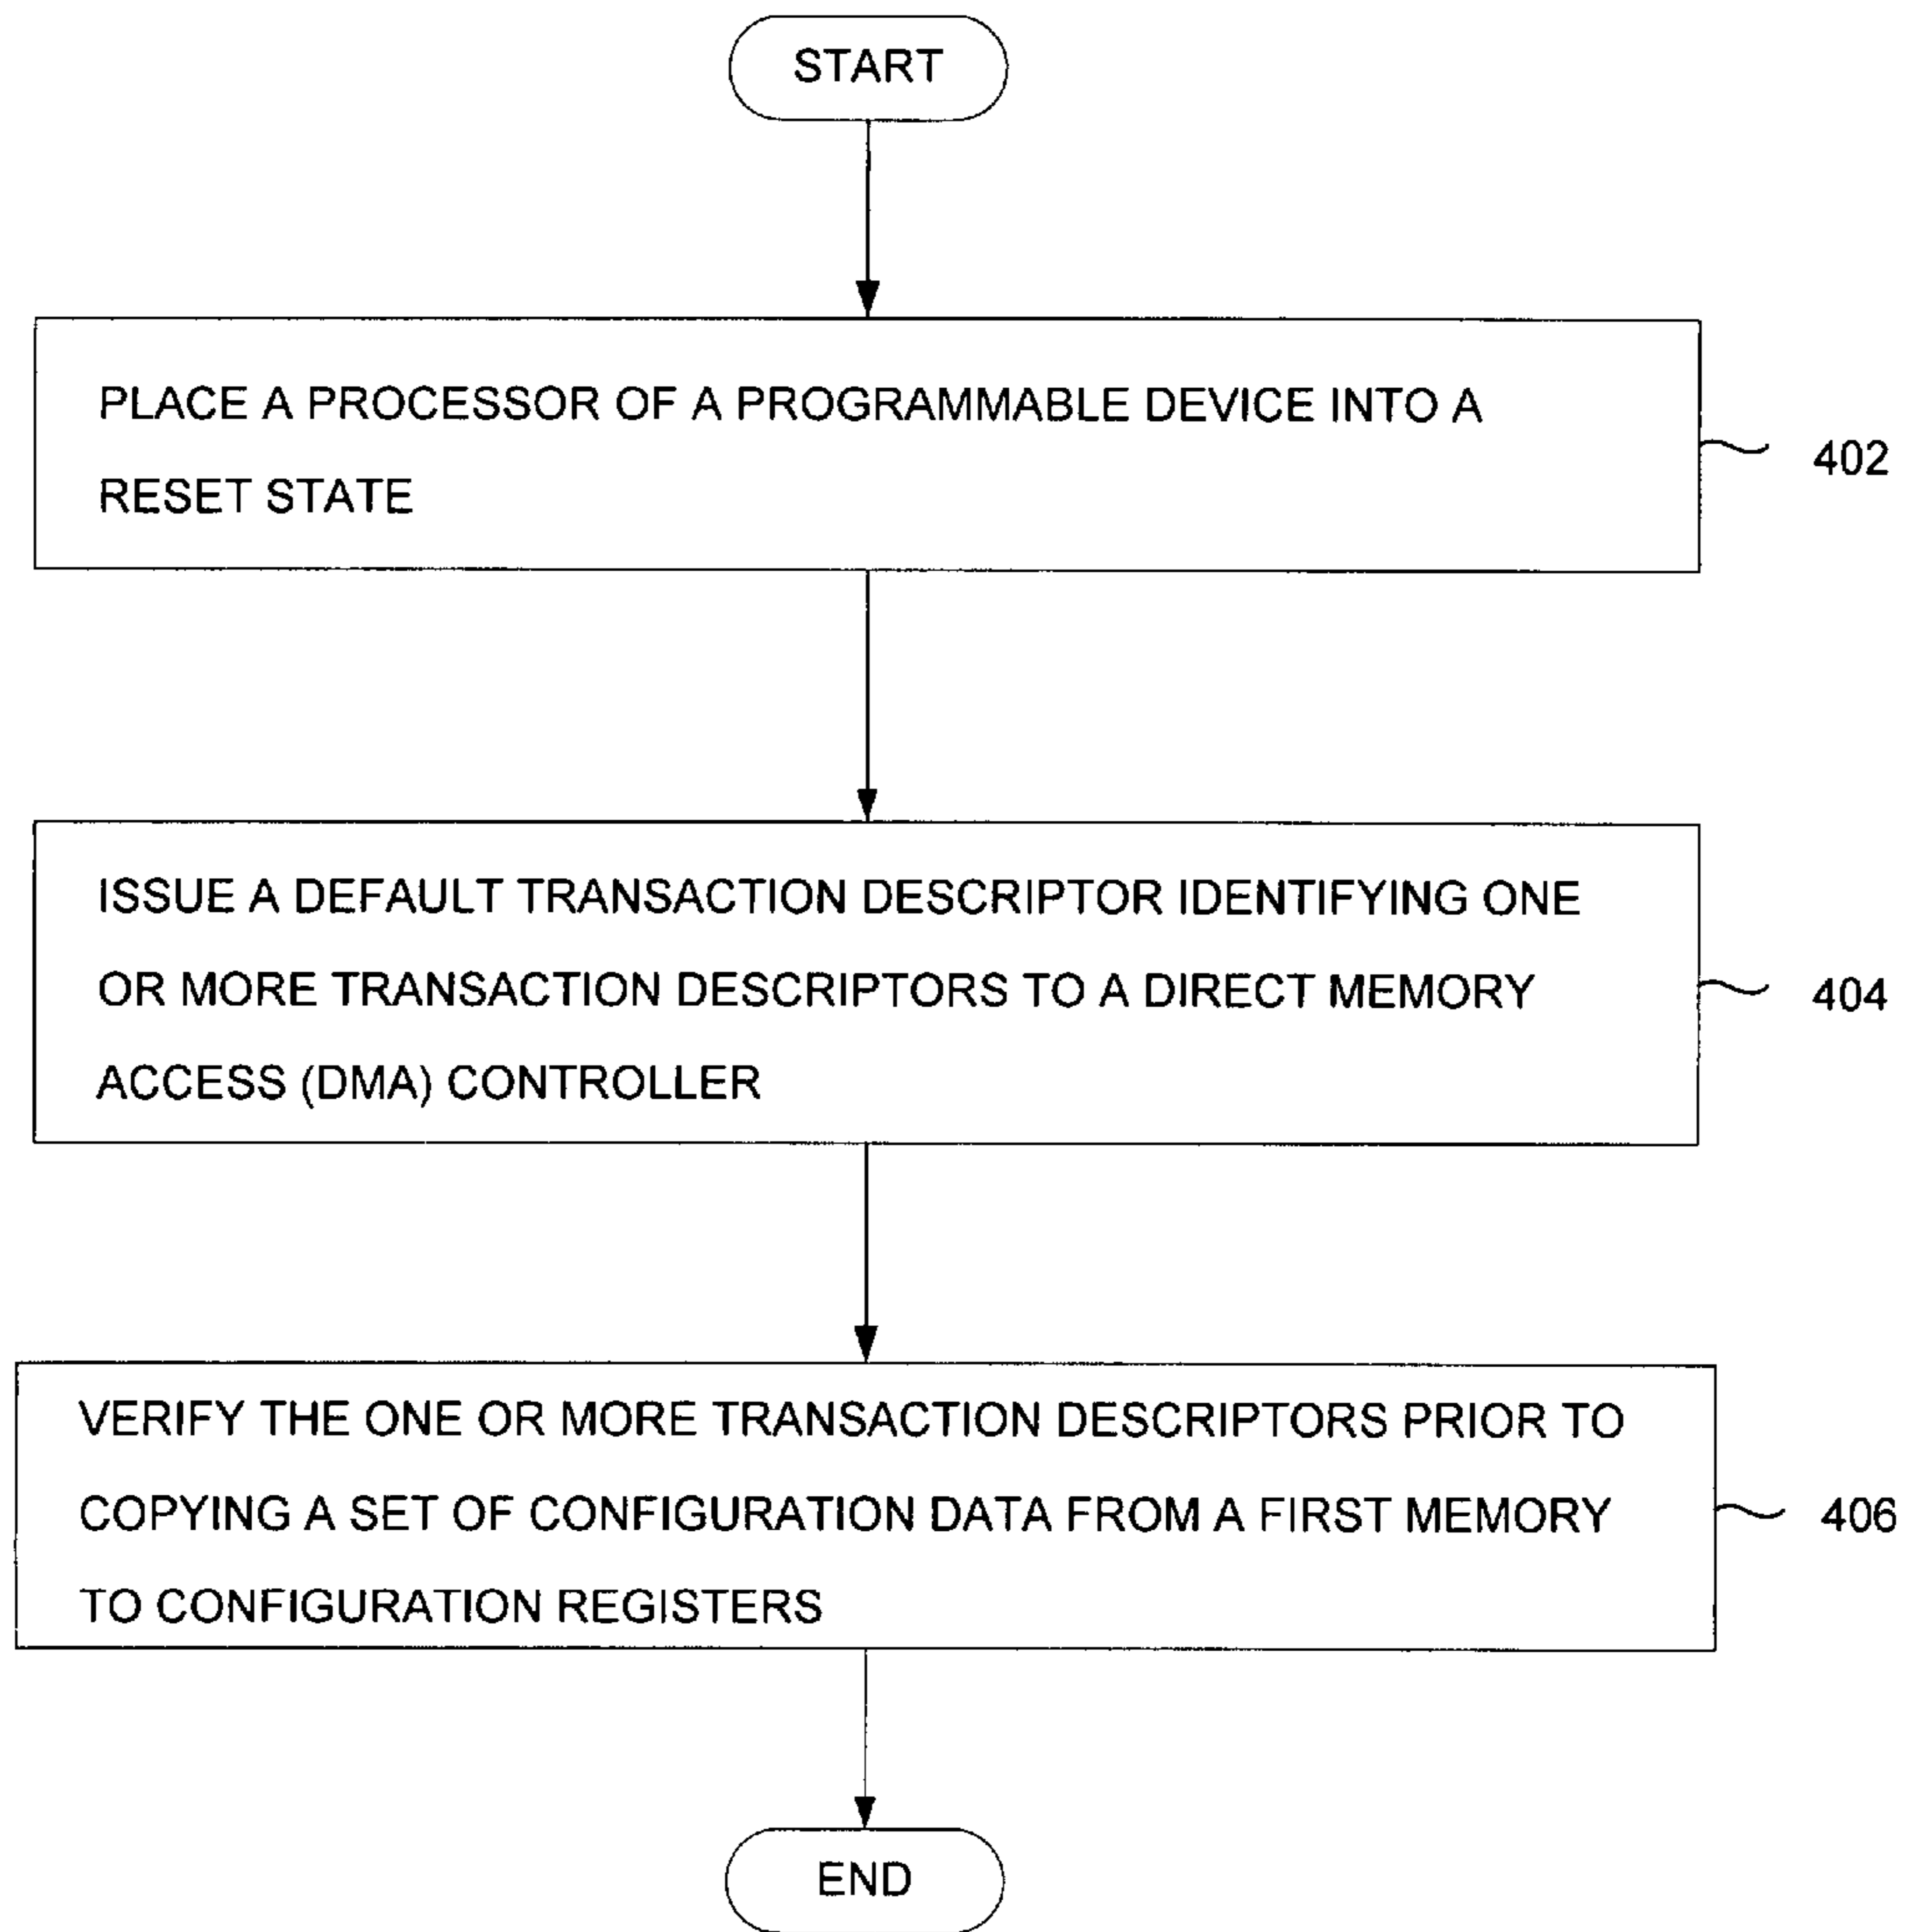 START
PLACE A PROCESSOR OF A PROGRAMMABLE DEVICE INTO A
RESET STATE
402
ISSUE A DEFAULT TRANSACTION DESCRIPTOR IDENTIFYING ONE
OR MORE TRANSACTION DESCRIPTORS TO A DIRECT MEMORY
ACCESS (DMA) CONTROLLER
404
VERIFY THE ONE OR MORE TRANSACTION DESCRIPTORS PRIOR TO
COPYING A SET OF CONFIGURATION DATA FROM A FIRST MEMORY
TO CONFIGURATION REGISTERS
406
END